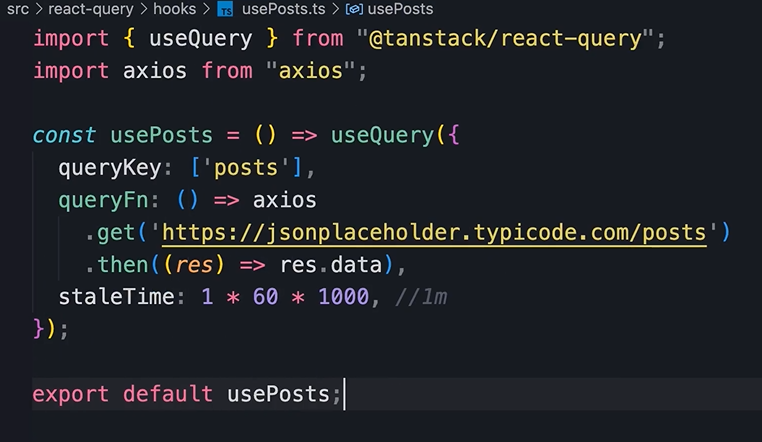 src > react-query > hooks > TS usePosts.ts > usePosts
import { useQuery } from "@tanstack/react-query";
import axios from "axios";
const usePosts = () => useQuery({
queryKey: ['posts'],
queryFn: () => axios
.get('https://jsonplaceholder.typicode.com/posts')
.then((res) => res.data),
staleTime: 1 * 60 * 1000, //1m
});
export default usePosts;